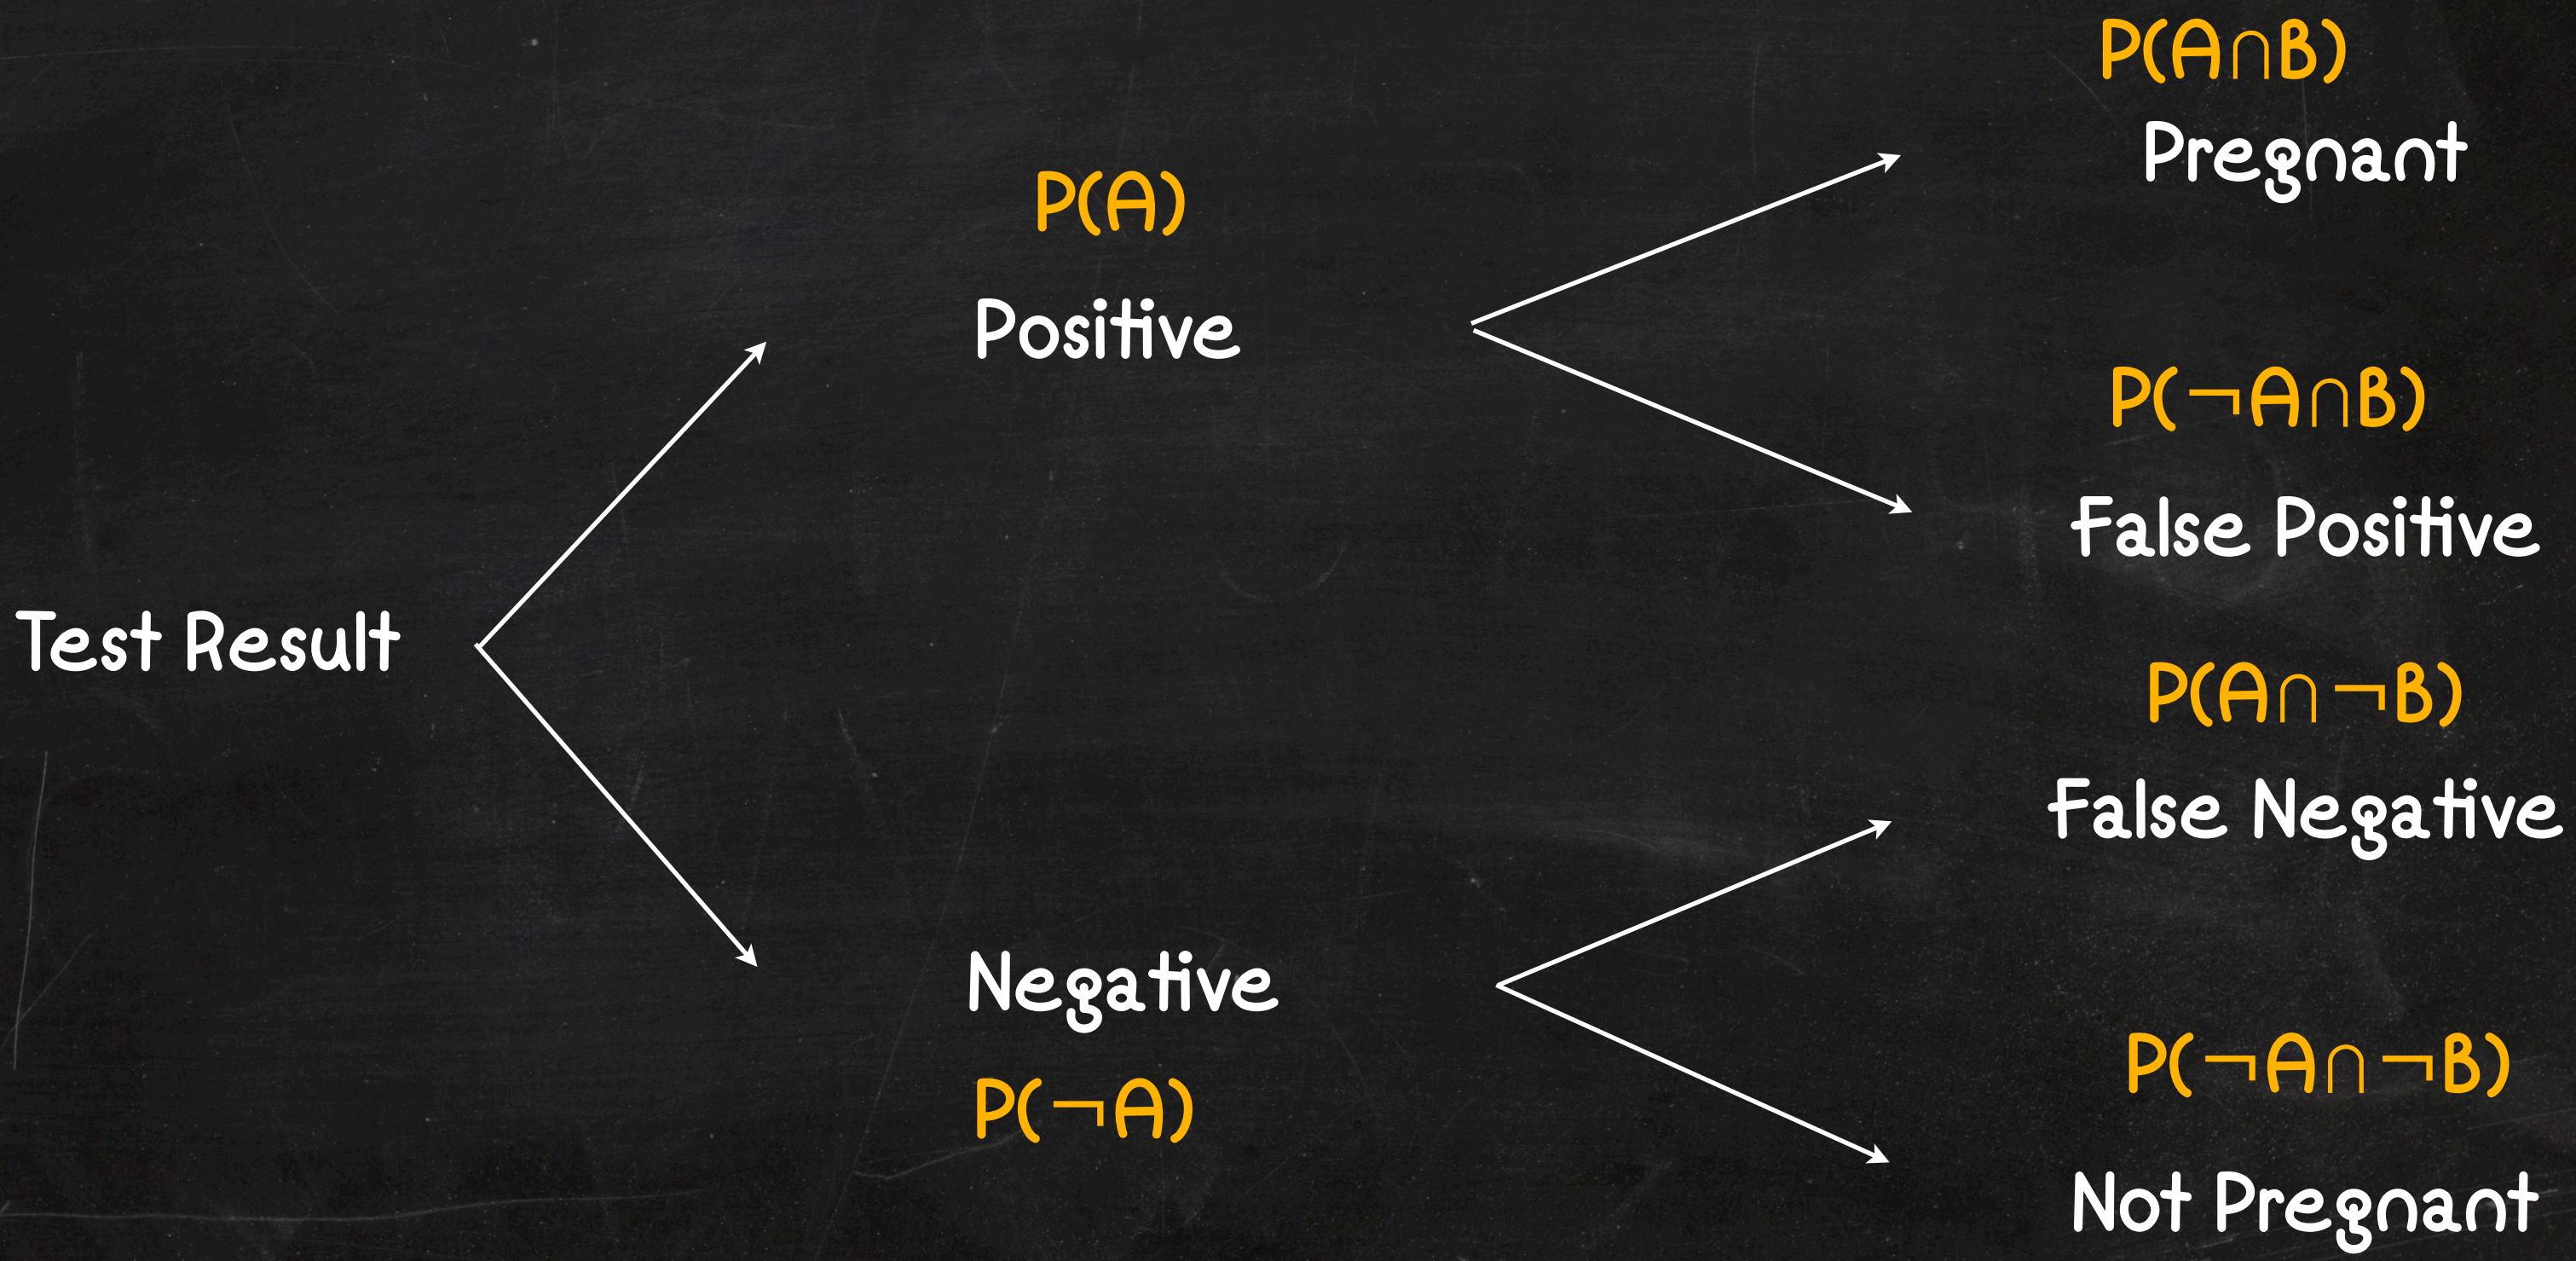 P(A∩B)
Pregnant
P(A)
Positive
P(¬A∩B)
False Positive
Test Result
P(A∩¬B)
False Negative
Negative
P(¬A)
P(¬A∩¬B)
Not Pregnant